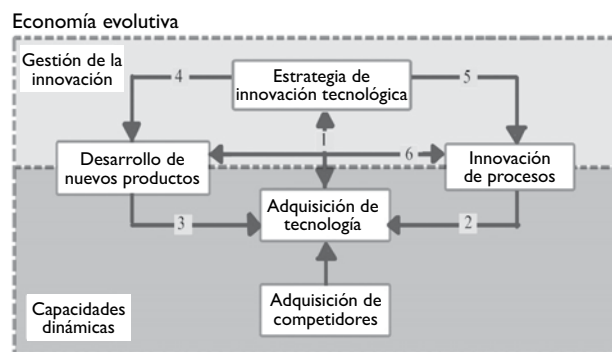 Economía evolutiva
Gestión de la
innovación
4
Estrategia de
innovación tecnológica
5
Desarrollo de
nuevos productos
6
Innovación
de procesos
3
Adquisición de
tecnología
2
Capacidades
dinámicas
Adquisición de
competidores